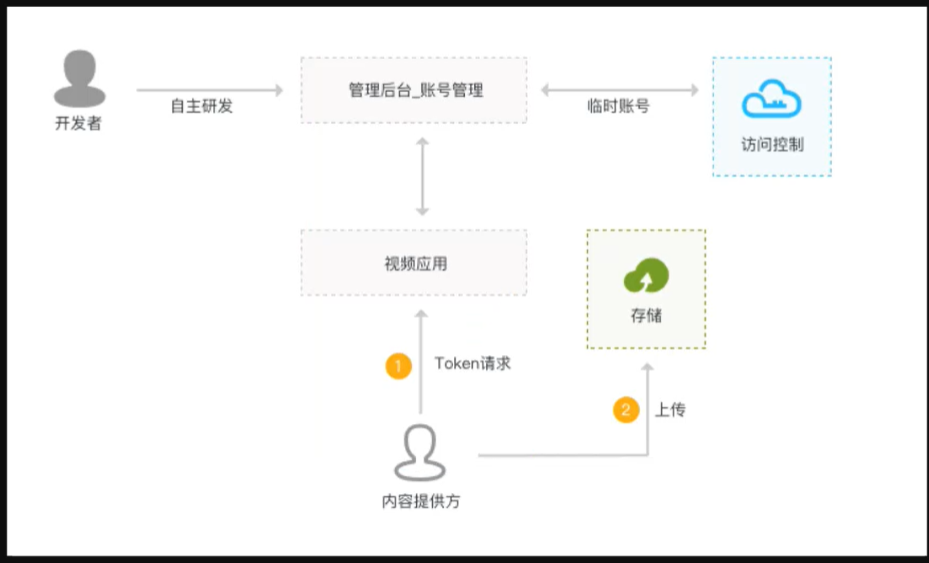 管理后台_账号管理
自主研发
临时账号
开发者
访问控制
视频应用
存储
1
Token请求
2
上传
内容提供方